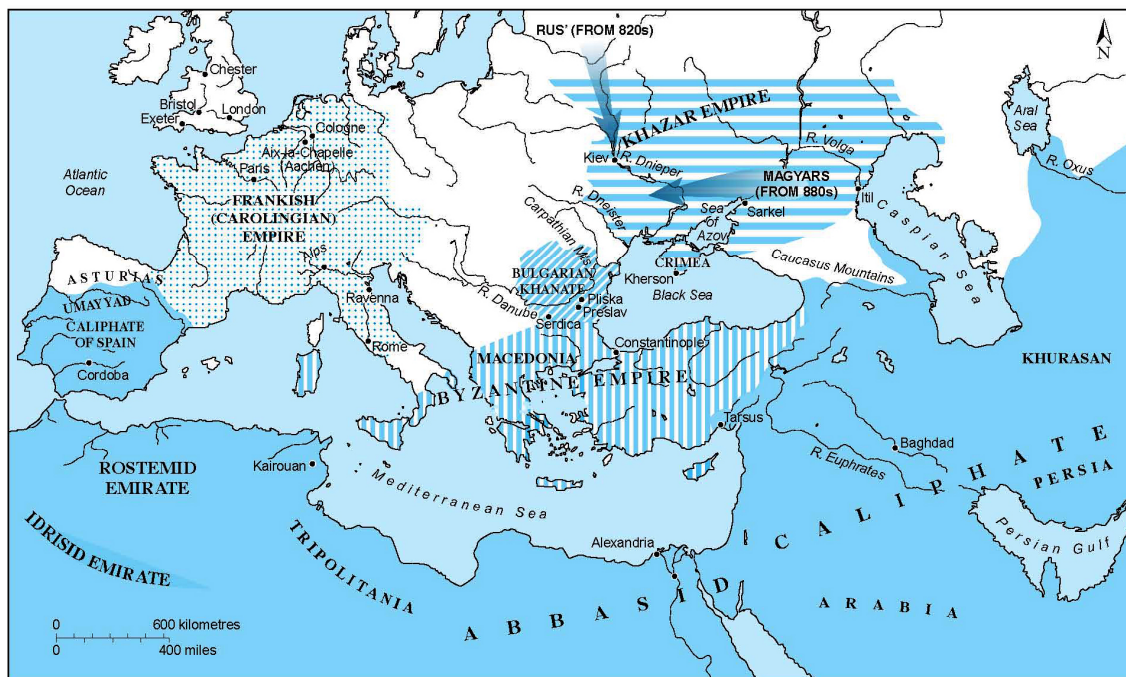 RUS' (FROM 820s)
N
Chester
Bristol
London
Exeter
Cologne
Aix-la-Chapelle
(Aachen)
Paris
Atlantic
Ocean
FRANKISH
(CAROLINGIAN)
EMPIRE
Alps
KHAZAR EMPIRE
Kiev
R. Dnieper
R. Volga
Aral
Sea
R. Oxus
MAGYARS
(FROM 880s)
R. Dneister
Sea
of
Azov
Sarkel
Itil
Caspian Sea
Carpathian Mts
ASTURIAS
UMAYYAD
CALIPHATE
OF SPAIN
Cordoba
Ravenna
Rome
BULGARIAN
KHANATE
R. Danube
Pliska
Preslav
Serdica
CRIMEA
Kherson
Black Sea
Caucasus Mountains
MACEDONIA
Constantinople
BYZANTINE EMPIRE
KHURASAN
Tarsus
Baghdad
R. Euphrates
PERSIA
Persian Gulf
ROSTEMID
EMIRATE
Kairouan
Mediterranean Sea
IDRISID EMIRATE
TRIPOLITANIA
Alexandria
ABBASID CALIPHATE
ARABIA
0 600 kilometres
0 400 miles